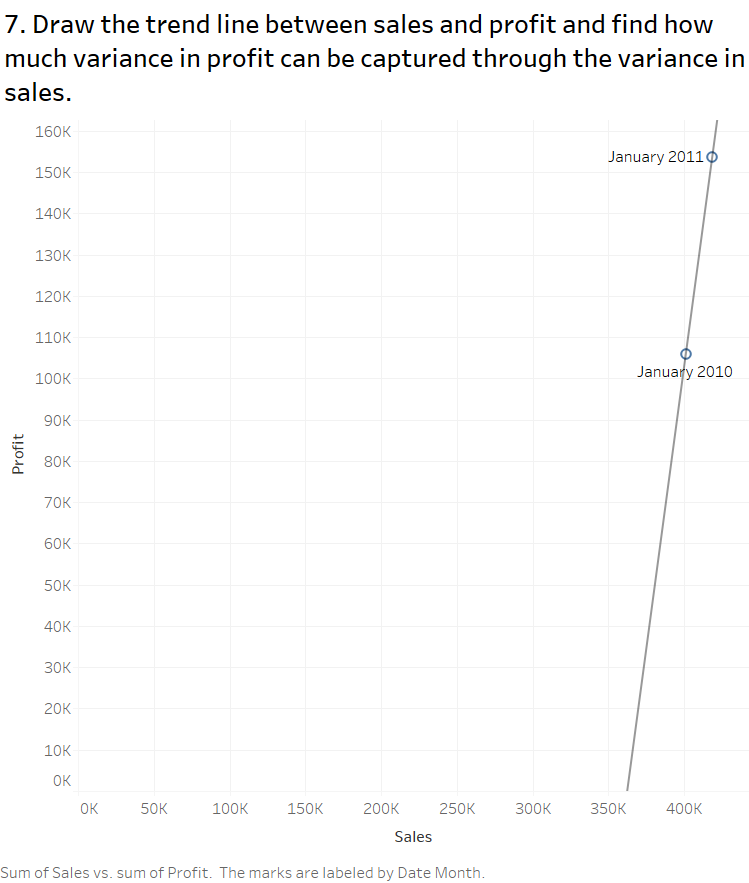 7. Draw the trend line between sales and profit and find how
much variance in profit can be captured through the variance in
sales.
160K
January 2011
150K
140K
130K
120K
110K
100K
January 2010
90K
80K
70K
60K
50K
40K
30K
20K
10K
0K
Profit
0K 50K 100K 150K 200K 250K 300K 350K 400K
Sales
Sum of Sales vs. sum of Profit. The marks are labeled by Date Month.